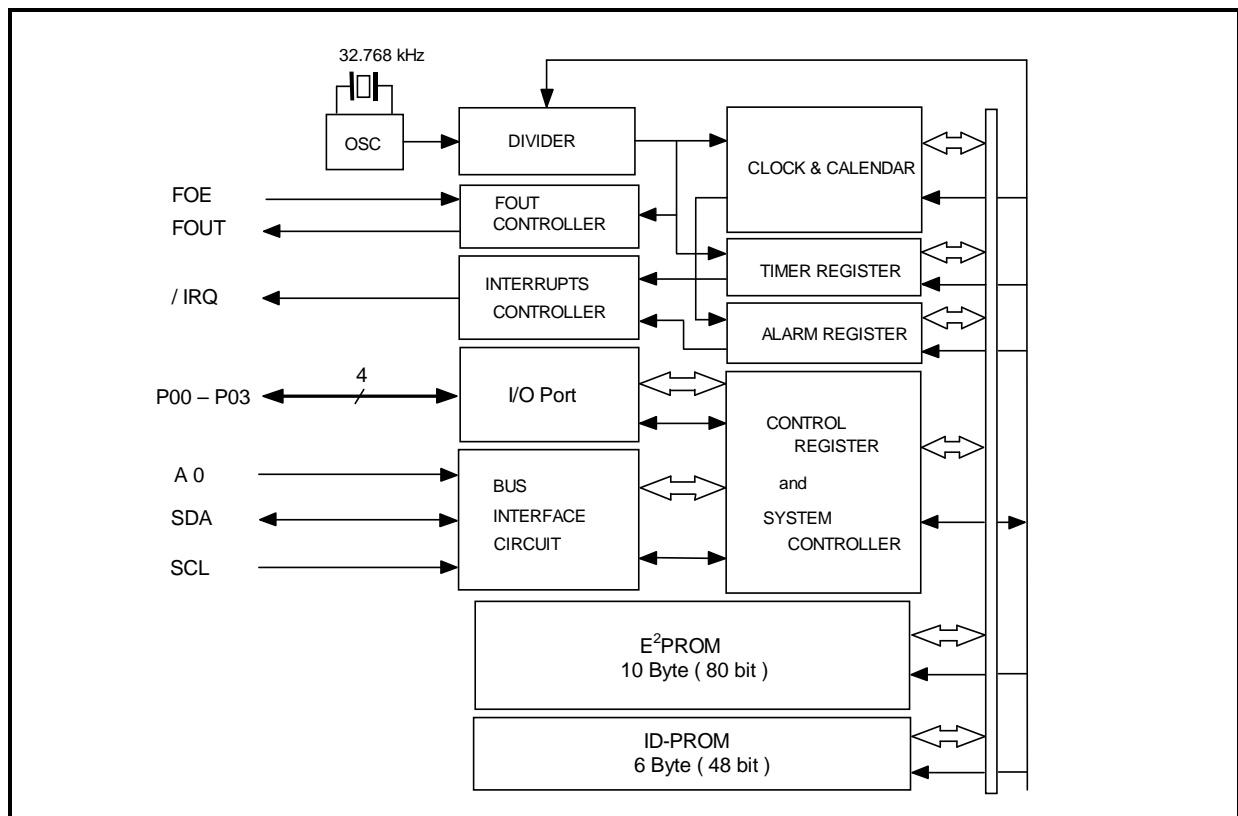 32.768 kHz
OSC
DIVIDER
CLOCK & CALENDAR
FOE
FOUT
FOUT
CONTROLLER
TIMER REGISTER
/ IRQ
INTERRUPTS
CONTROLLER
ALARM REGISTER
P00 – P03
4
I/O Port
CONTROL
REGISTER
and
SYSTEM
CONTROLLER
A 0
SDA
SCL
BUS
INTERFACE
CIRCUIT
E²PROM
10 Byte ( 80 bit )
ID-PROM
6 Byte ( 48 bit )